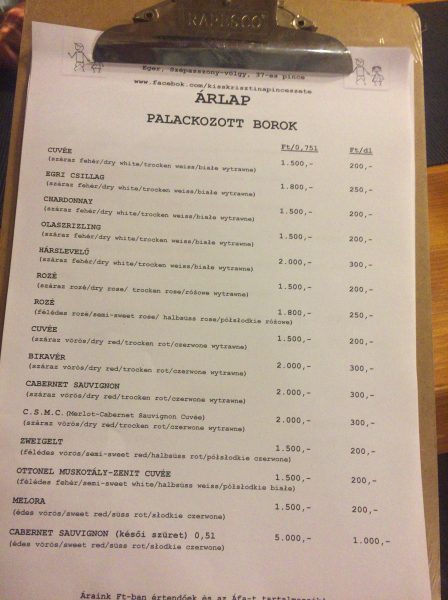 RAPESCO
Eger, Szépasszony-völgy, 37-es pince
www.facebok.com/kisskrisztinapinceszete
ÁRLAP
PALACKOZOTT BOROK
Ft/0,75l Ft/dl
CUVÉE 1.500,- 200,-
(száraz fehér/dry white/trocken weiss/białe wytrawne)
EGRI CSILLAG 1.800,- 250,-
(száraz fehér/dry white/trocken weiss/białe wytrawne)
CHARDONNAY 1.500,- 200,-
(száraz fehér/dry white/trocken weiss/białe wytrawne)
OLASZRIZLING 1.500,- 200,-
(száraz fehér/dry white/trocken weiss/białe wytrawne)
HÁRSLEVELŰ 2.000,- 300,-
(száraz fehér/dry white/trocken weiss/białe wytrawne)
ROZÉ 1.500,- 200,-
(száraz rozé/dry rose/ trocken rose/różowe wytrawne)
ROZÉ 1.800,- 250,-
(félédes rozé/semi-sweet rose/ halbsüss rose/półsłodkie różowe)
CUVÉE 1.500,- 200,-
(száraz vörös/dry red/trocken rot/czerwone wytrawne)
BIKAVÉR 2.000,- 300,-
(száraz vörös/dry red/trocken rot/czerwone wytrawne)
CABERNET SAUVIGNON 2.000,- 300,-
(száraz vörös/dry red/trocken rot/czerwone wytrawne)
C.S.M.C.(Merlot-Cabernet Sauvignon Cuvée) 2.000,- 300,-
(száraz vörös/dry red/trocken rot/czerwone wytrawne)
ZWEIGELT 1.500,- 200,-
(félédes vörös/semi-sweet red/halbsüss rot/półsłodkie czerwone)
OTTONEL MUSKOTÁLY-ZENIT CUVÉE 1.500,- 200,-
(félédes fehér/semi-sweet white/halbsüss weiss/półsłodkie białe)
MELORA 1.500,- 200,-
(édes vörös/sweet red/süss rot/słodkie czerwone)
CABERNET SAUVIGNON (késői szüret) 0,5l 5.000,- 1.000,-
(édes vörös/sweet red/süss rot/słodkie czerwone)
Áraink Ft-ban értendőek és az Áfa-t